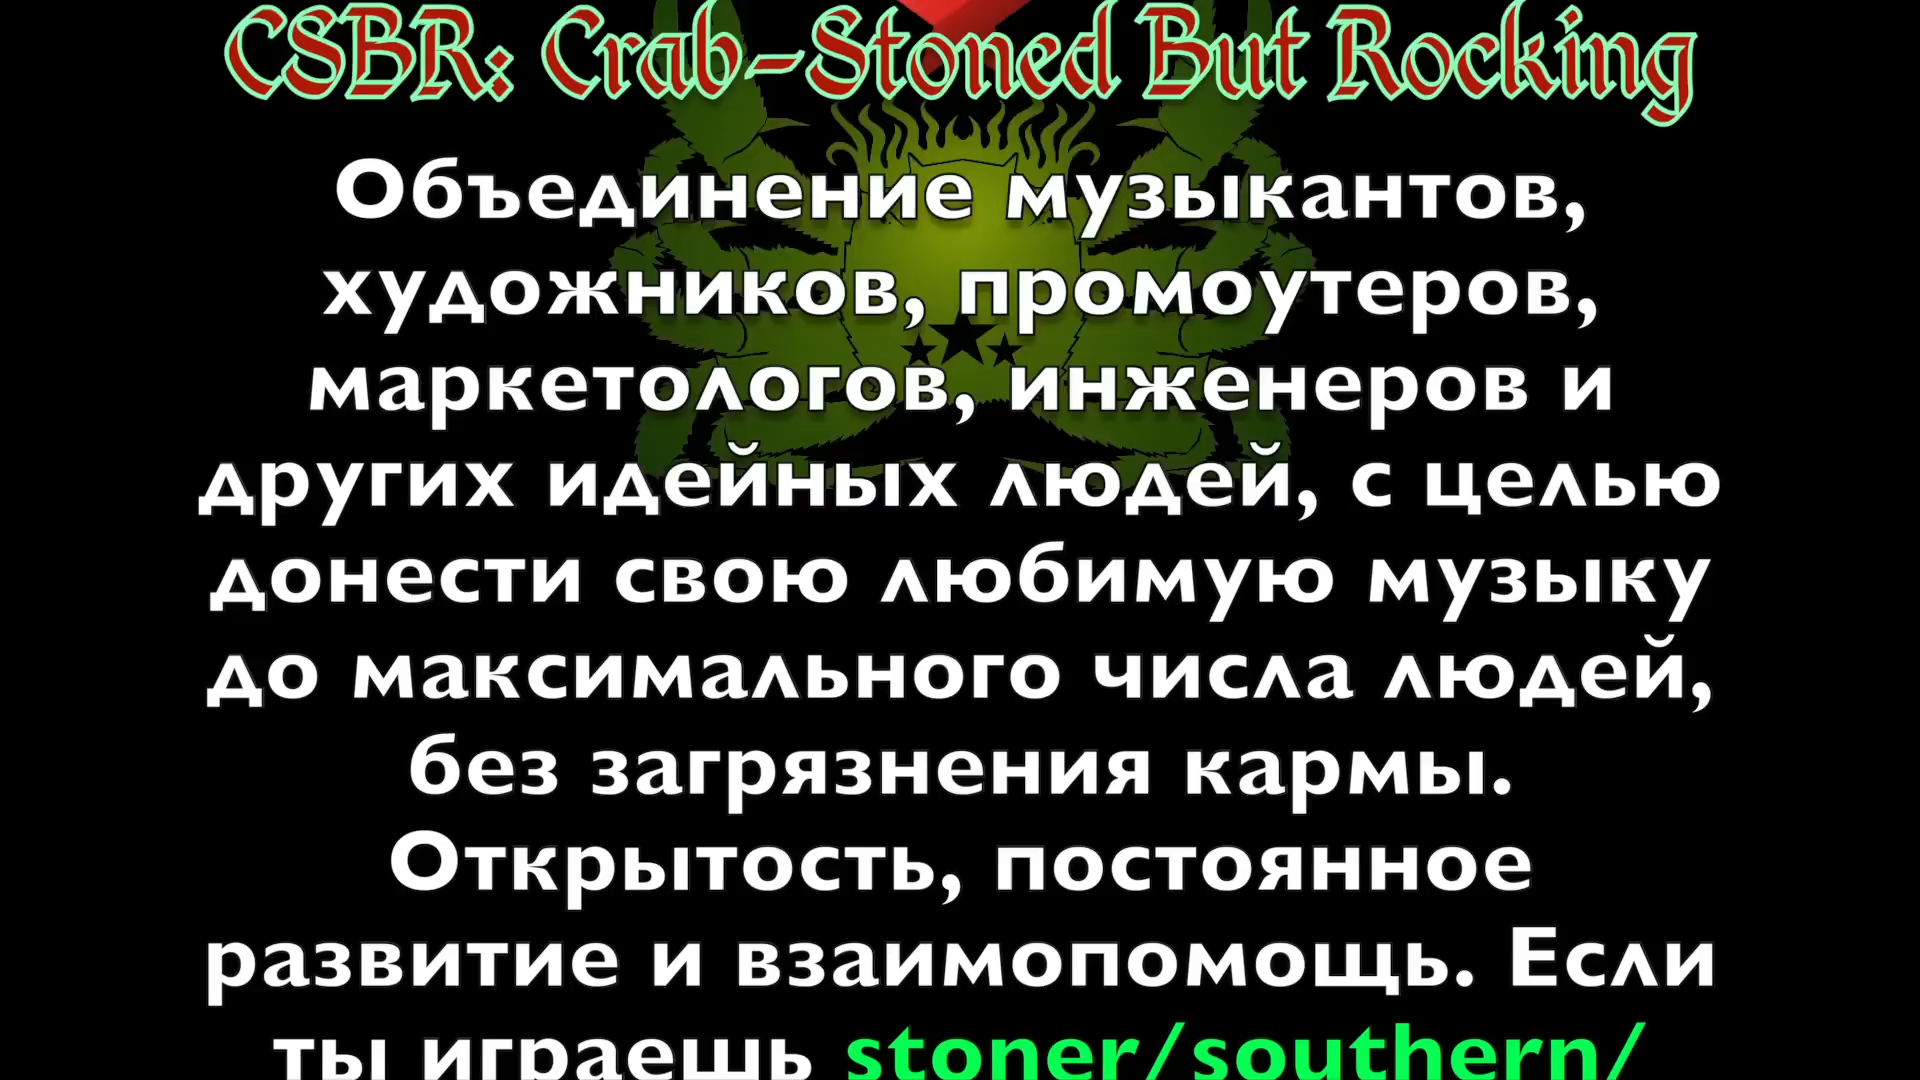 CSBR: Crab-Stoned But Rocking
Объединение музыкантов,
художников, промоутеров,
маркетологов, инженеров и
других идейных людей, с целью
донести свою любимую музыку
до максимального числа людей,
без загрязнения кармы.
Открытость, постоянное
развитие и взаимопомощь. Если
ты играешь stoner/southern/